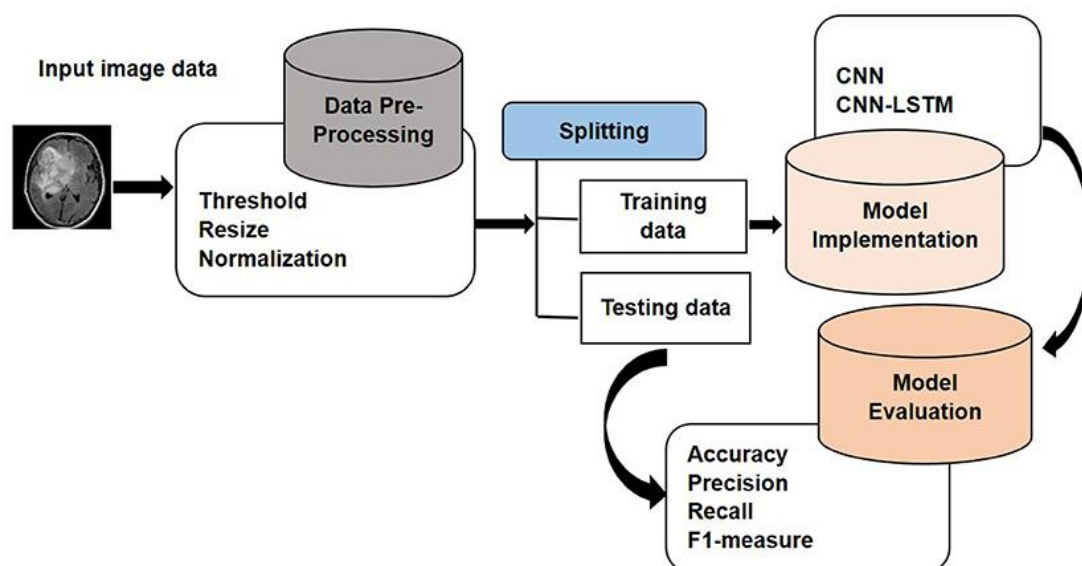 Input image data
Data Pre-
Processing
Threshold
Resize
Normalization
Splitting
Training
data
Testing data
CNN
CNN-LSTM
Model
Implementation
Model
Evaluation
Accuracy
Precision
Recall
F1-measure